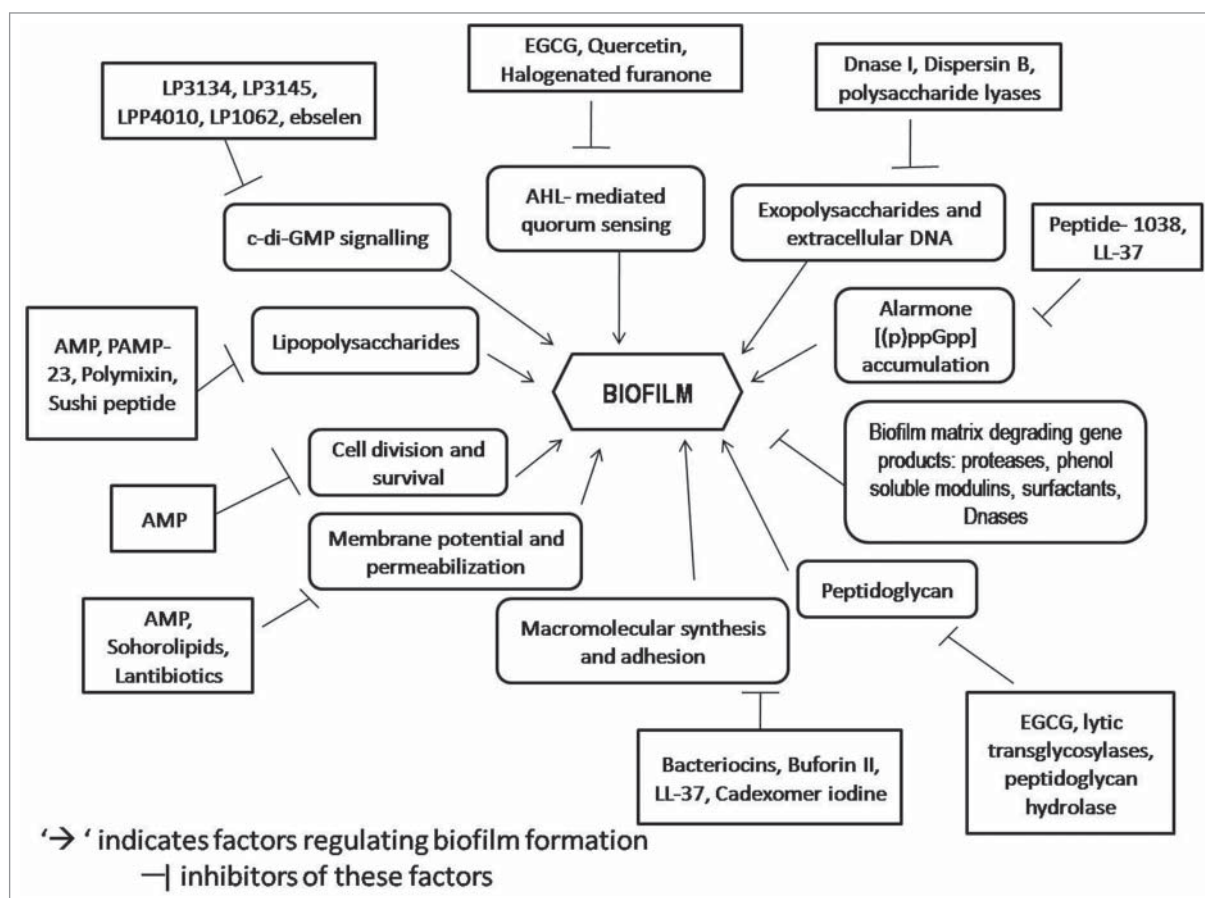 EGCG, Quercetin,
Halogenated furanone
Dnase I, Dispersin B,
polysaccharide lyases
LP3134, LP3145,
LPP4010, LP1062, ebselen
AHL- mediated
quorum sensing
Exopolysaccharides and
extracellular DNA
c-di-GMP signalling
Peptide- 1038,
LL-37
Alarmone
[(p)ppGpp]
accumulation
Lipopolysaccharides
AMP, PAMP-
23, Polymixin,
Sushi peptide
BIOFILM
Biofilm matrix degrading gene
products: proteases, phenol
soluble modulins, surfactants,
Dnases
Cell division and
survival
AMP
Membrane potential and
permeabilization
Peptidoglycan
AMP,
Sohorolipids,
Lantibiotics
Macromolecular synthesis
and adhesion
EGCG, lytic
transglycosylases,
peptidoglycan
hydrolase
Bacteriocins, Buforin II,
LL-37, Cadexomer iodine
‘→ ‘ indicates factors regulating biofilm formation
—| inhibitors of these factors